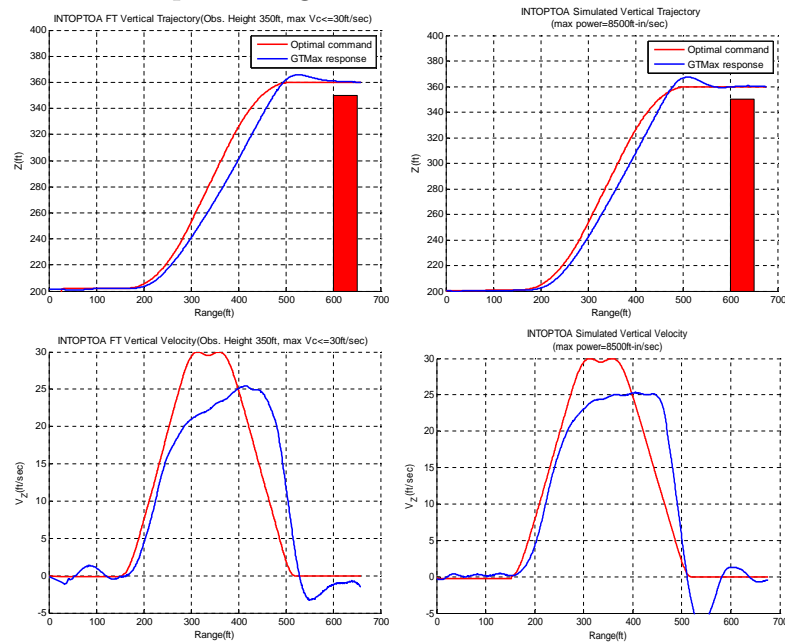 INTOPTOA FT Vertical Trajectory(Obs. Height 350ft, max Vc<=30ft/sec)
400
380
360
340
320
300
280
260
240
220
200
Z(ft)
Optimal command
GTMax response
0 100 200 300 400 500 600 700
Range(ft)
INTOPTOA Simulated Vertical Trajectory
(max power=8500ft-in/sec)
400
380
360
340
320
300
280
260
240
220
200
Z(ft)
Optimal command
GTMax response
0 100 200 300 400 500 600 700
Range(ft)
INTOPTOA FT Vertical Velocity(Obs. Height 350ft, max Vc<=30ft/sec)
30
25
20
15
10
5
0
-5
VZ(ft/sec)
0 100 200 300 400 500 600 700
Range(ft)
INTOPTOA Simulated Vertical Velocity
(max power=8500ft-in/sec)
30
25
20
15
10
5
0
-5
VZ(ft/sec)
0 100 200 300 400 500 600 700
Range(ft)